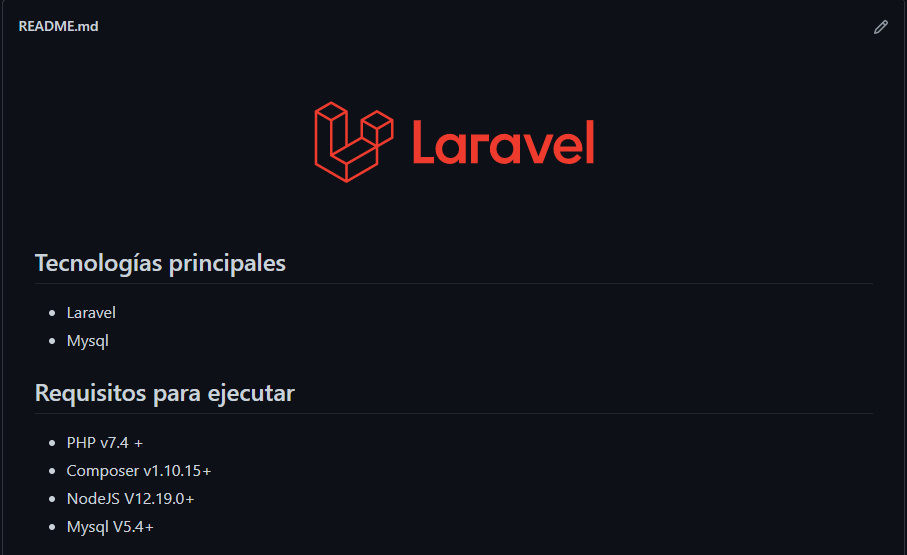 README.md
Laravel
Tecnologías principales
Laravel
Mysql
Requisitos para ejecutar
PHP v7.4 +
Composer v1.10.15+
NodeJS V12.19.0+
Mysql V5.4+